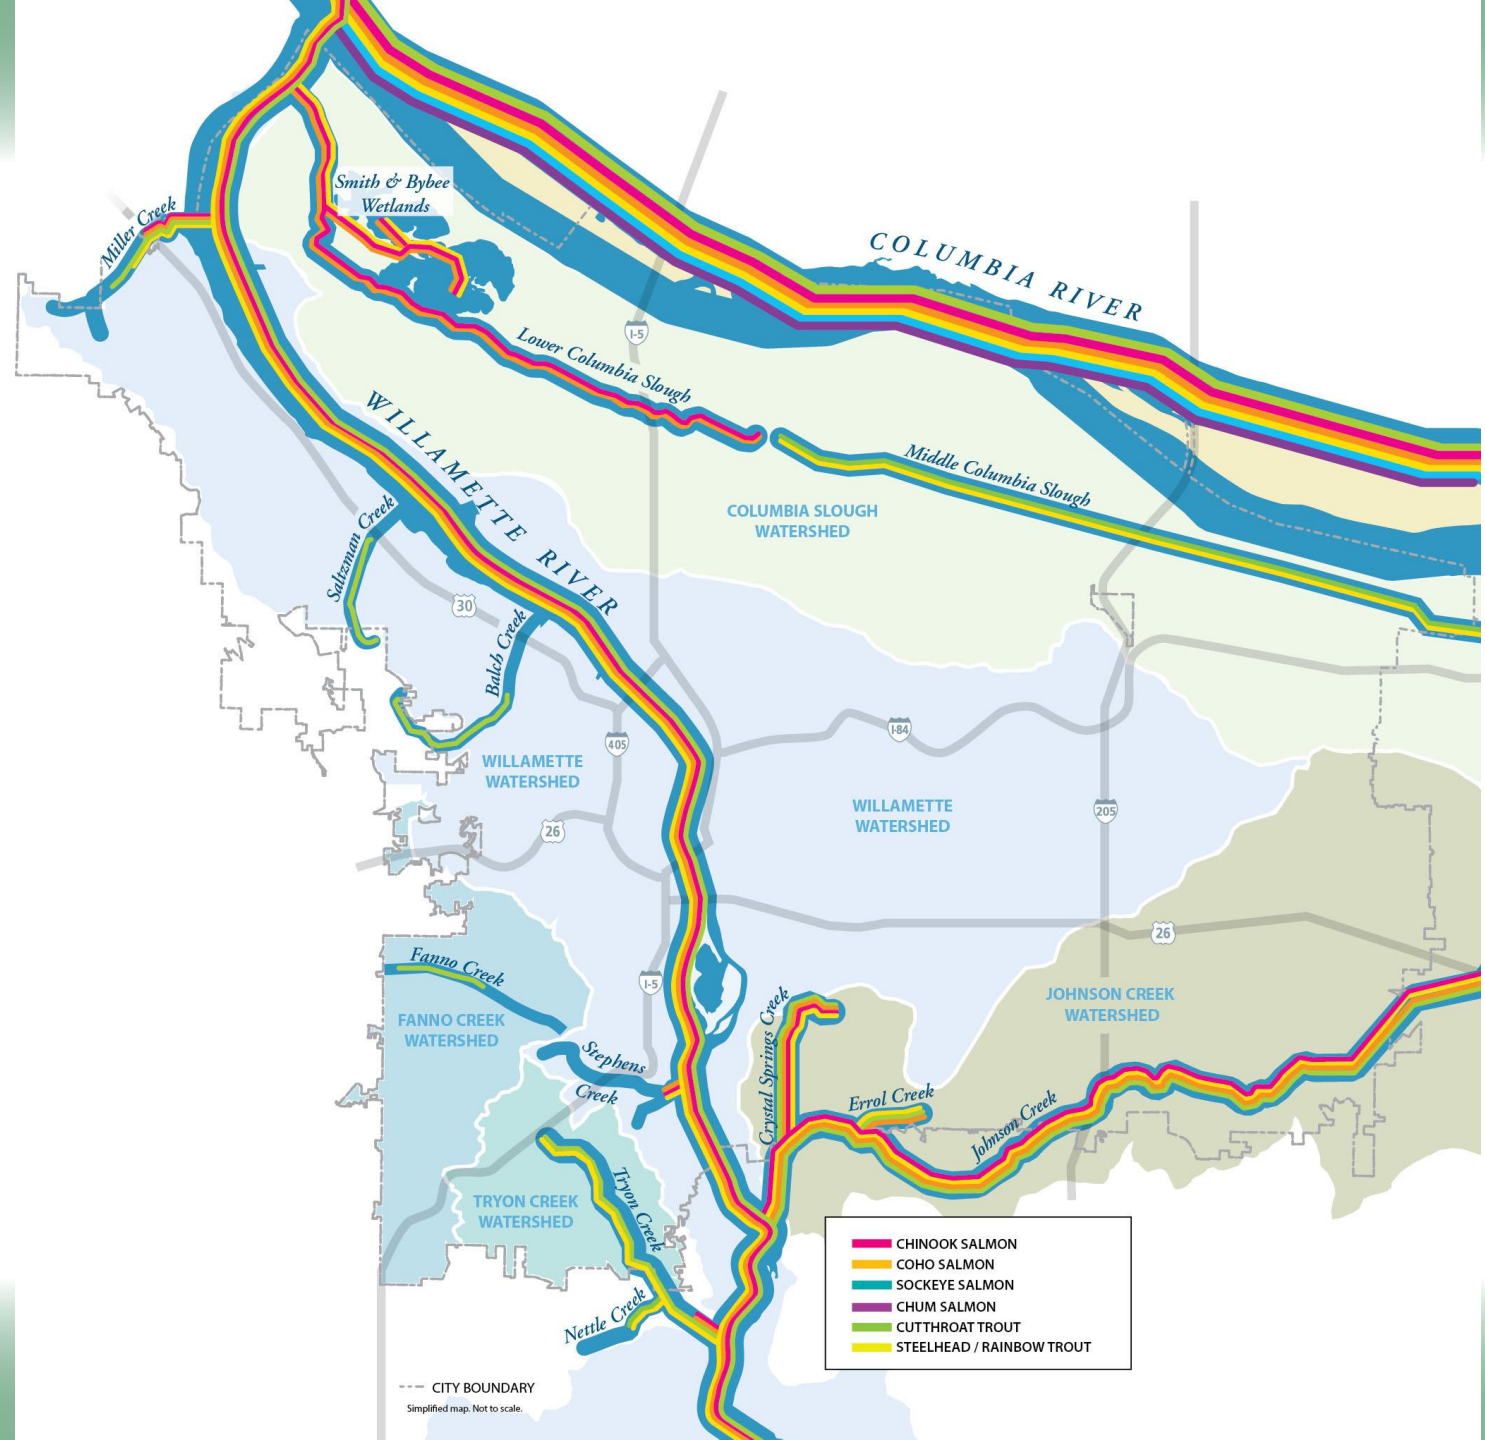 Smith & Bybee
Wetlands
Miller Creek
COLUMBIA RIVER
I-5
Lower Columbia Slough
WILLAMETTE RIVER
Middle Columbia Slough
COLUMBIA SLOUGH
WATERSHED
Saltzman Creek
30
Balch Creek
405
I-84
WILLAMETTE
WATERSHED
WILLAMETTE
WATERSHED
205
26
26
Fanno Creek
I-5
FANNO CREEK
WATERSHED
JOHNSON CREEK
WATERSHED
Crystal Springs Creek
Stephens
Creek
Errol Creek
Johnson Creek
Tryon Creek
TRYON CREEK
WATERSHED
Nettle Creek
CHINOOK SALMON
COHO SALMON
SOCKEYE SALMON
CHUM SALMON
CUTTHROAT TROUT
STEELHEAD / RAINBOW TROUT
CITY BOUNDARY
Simplified map. Not to scale.